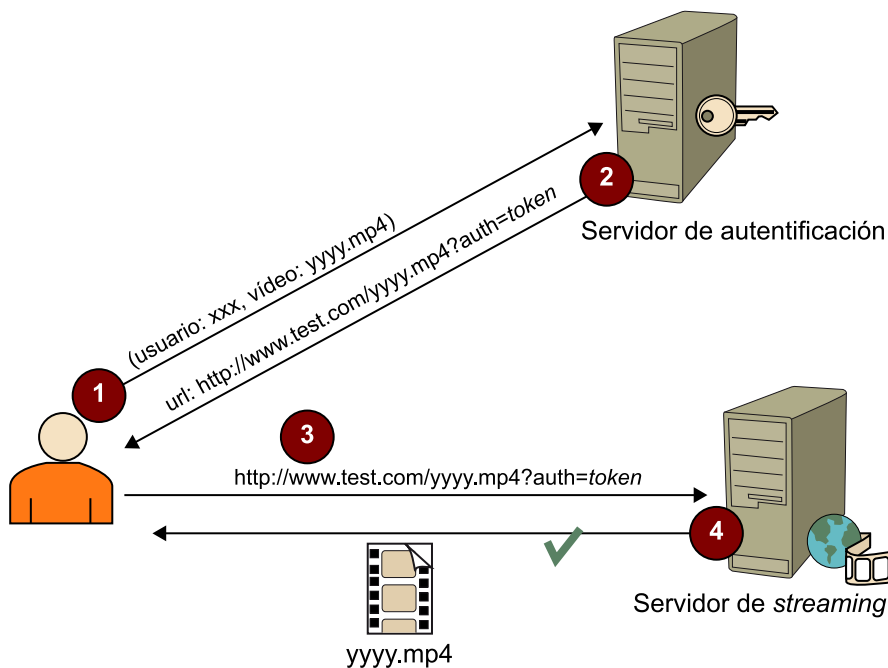 2
Servidor de autentificación
(usuario: xxx, vídeo: yyyy.mp4)
url: http://www.test.com/yyyy.mp4?auth=token
1
3
http://www.test.com/yyyy.mp4?auth=token
4
Servidor de streaming
yyyy.mp4